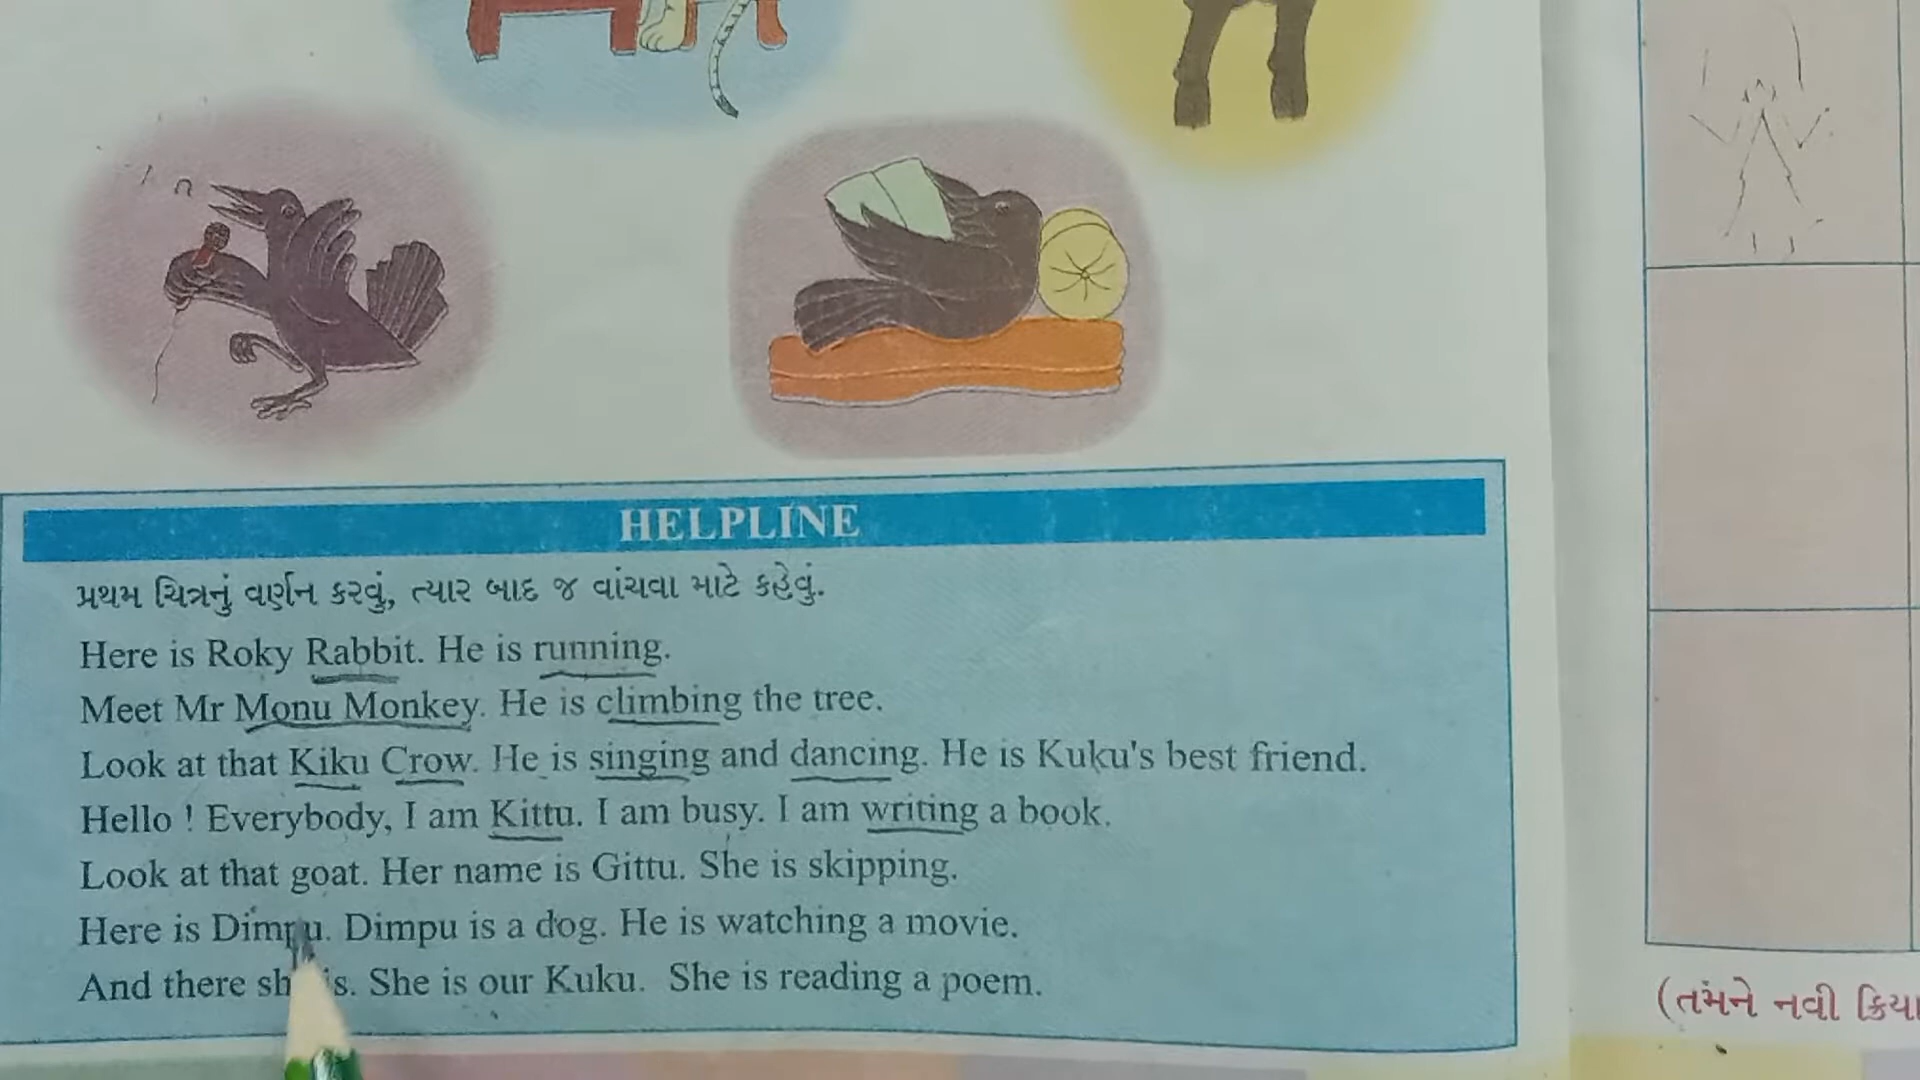 HELPLINE
પ્રથમ ચિત્રનું વર્ણન કરવું, ત્યાર બાદ જ વાંચવા માટે કહેવું.
Here is Roky Rabbit. He is running.
Meet Mr Monu Monkey. He is climbing the tree.
Look at that Kiku Crow. He is singing and dancing. He is Kuku's best friend.
Hello ! Everybody, I am Kittu. I am busy. I am writing a book.
Look at that goat. Her name is Gittu. She is skipping.
Here is Dimpu. Dimpu is a dog. He is watching a movie.
And there is. She is our Kuku. She is reading a poem.
(તમને નવી